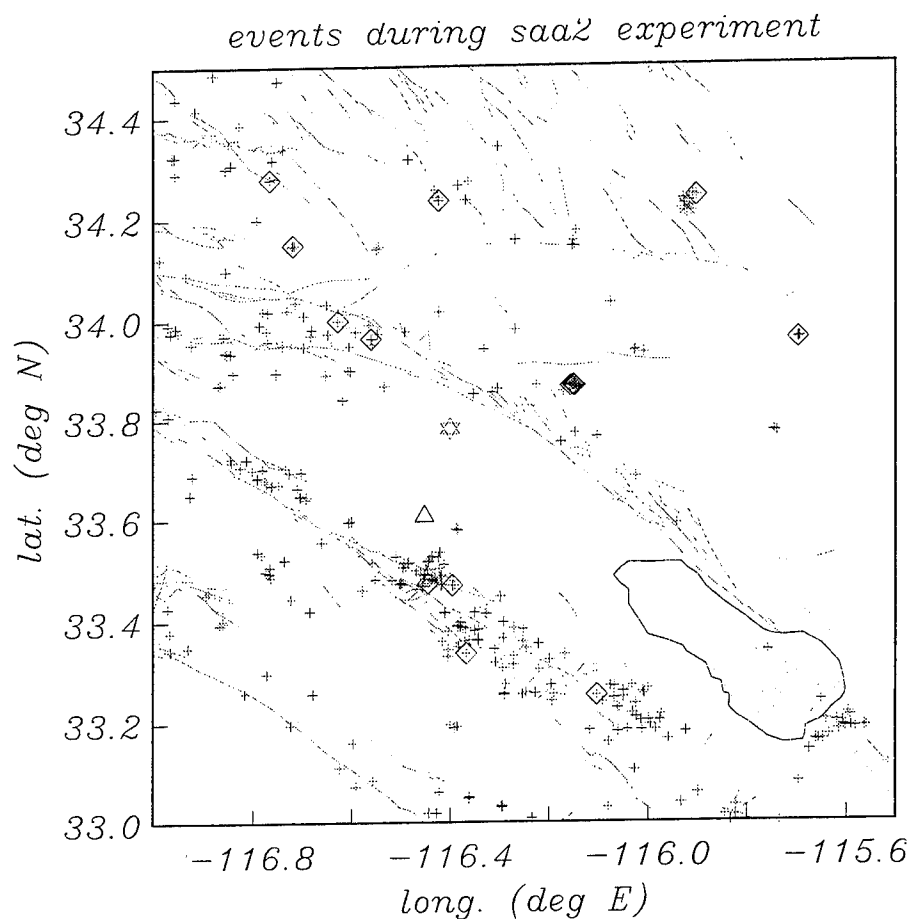 events during saa2 experiment
34.4
34.2
34.0
33.8
33.6
33.4
33.2
33.0
lat. (deg N)
-116.8 -116.4 -116.0 -115.6
long. (deg E)